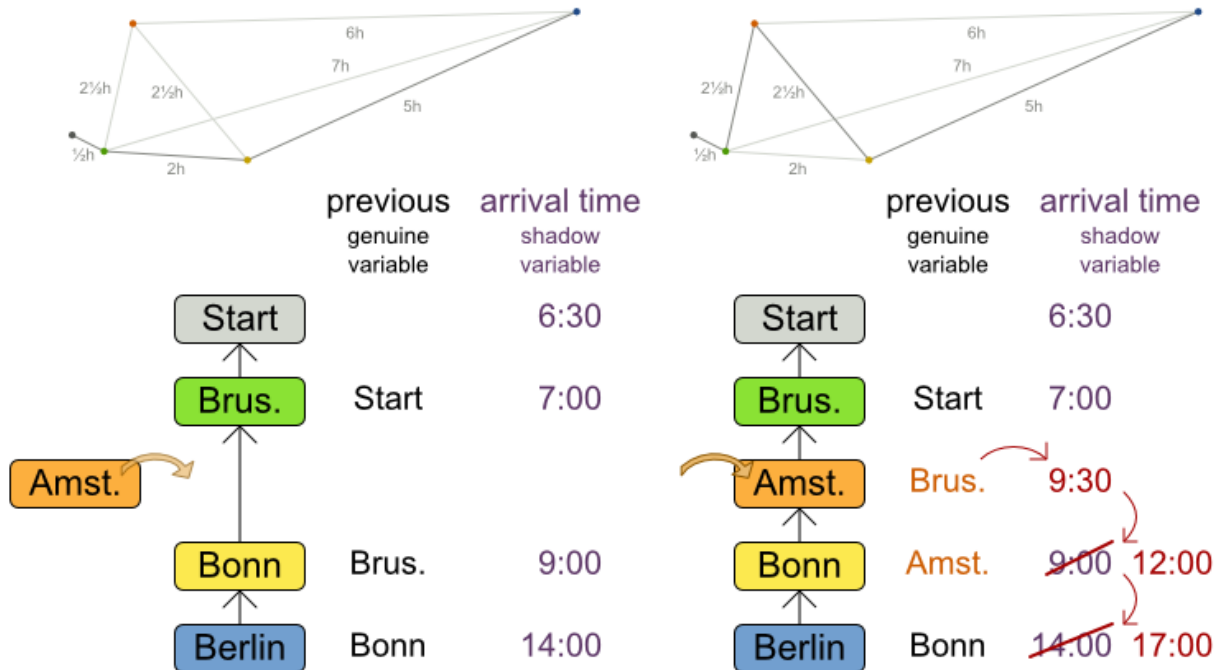 6h
7h
2½h
2½h
5h
½h
2h
previous
genuine
variable
arrival time
shadow
variable
Start
6:30
Brus.
Start
7:00
Amst.
Bonn
Brus.
9:00
Berlin
Bonn
14:00
6h
7h
2½h
2½h
5h
½h
2h
previous
genuine
variable
arrival time
shadow
variable
Start
6:30
Brus.
Start
7:00
Amst.
Brus.
9:30
Bonn
Amst.
9:00
12:00
Berlin
Bonn
14:00
17:00